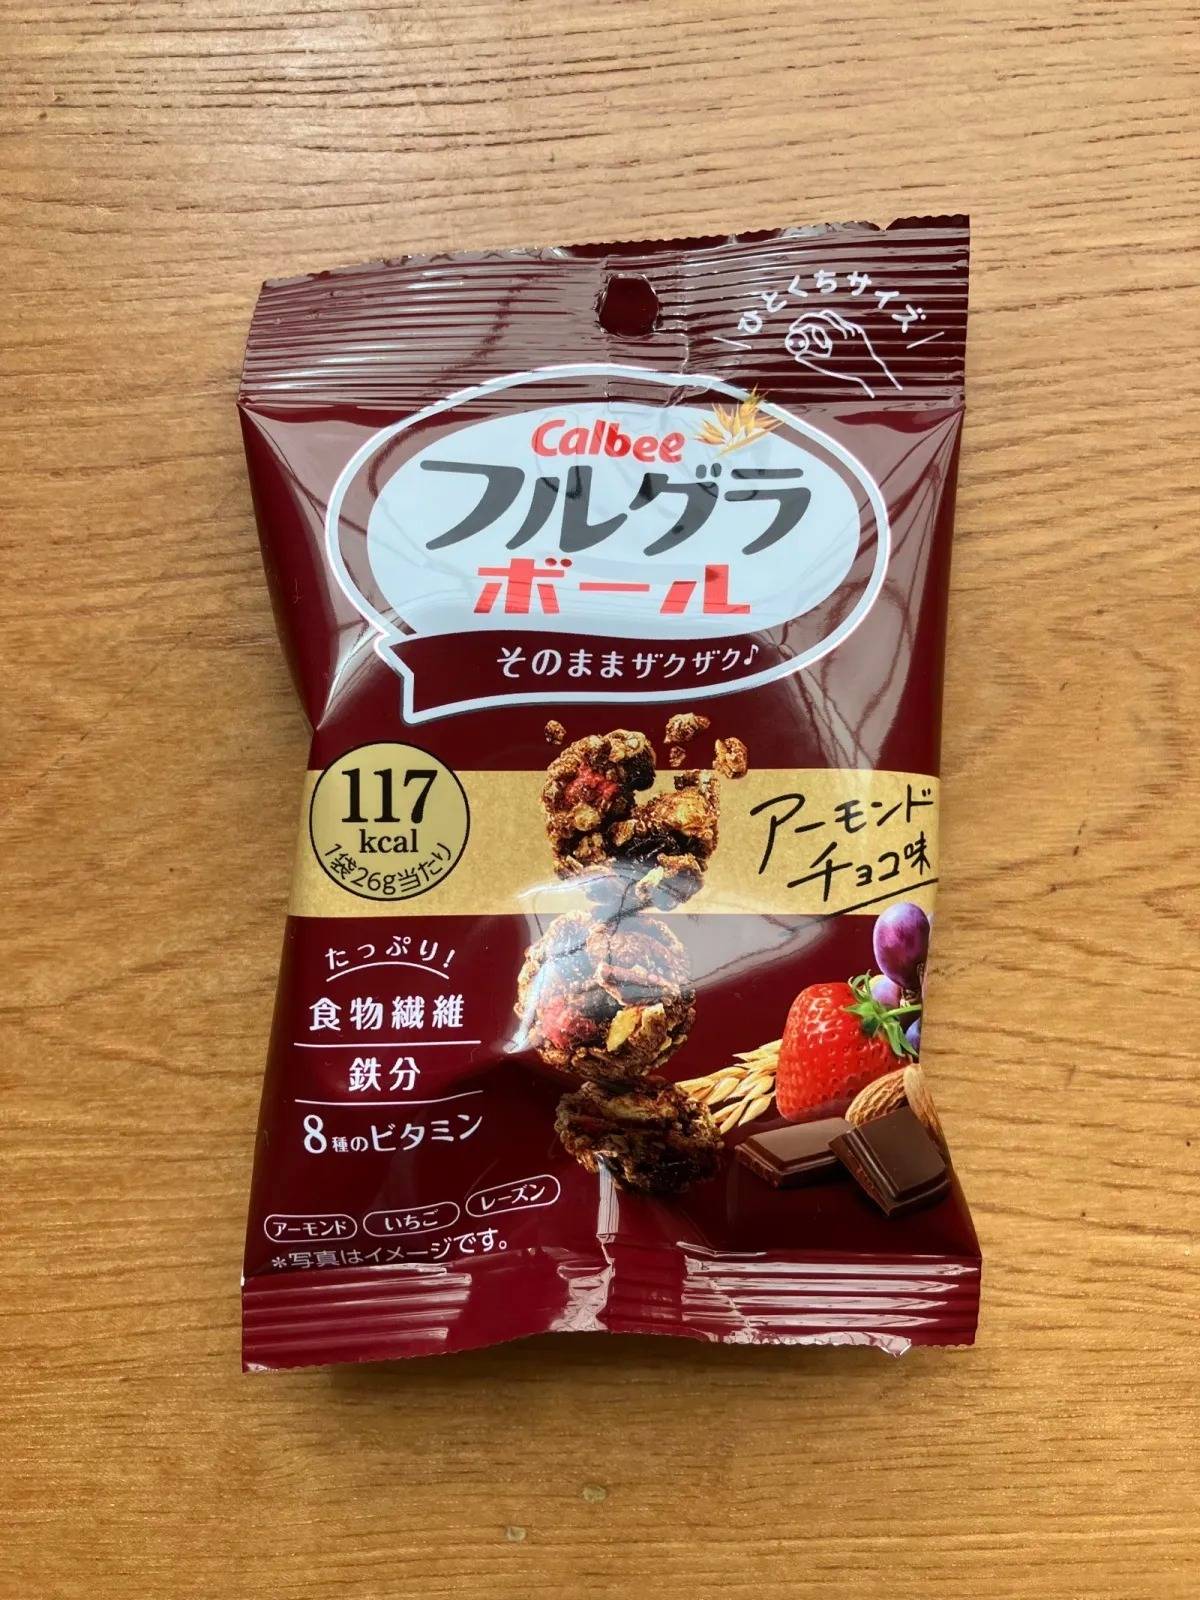 ひとくちサイズ
Calbee
フルグラ
ボール
そのままザクザク♪
117
kcal
1袋26g当たり
アーモンド
チョコ味
たっぷり!
食物繊維
鉄分
8種のビタミン
アーモンド いちご レーズン
*写真はイメージです。